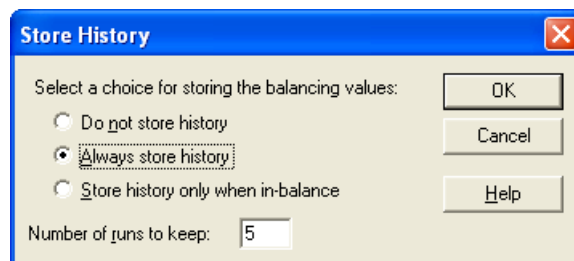 Store History
Select a choice for storing the balancing values:
OK
Do not store history
Cancel
Always store history
Store history only when in-balance
Help
Number of runs to keep: 5